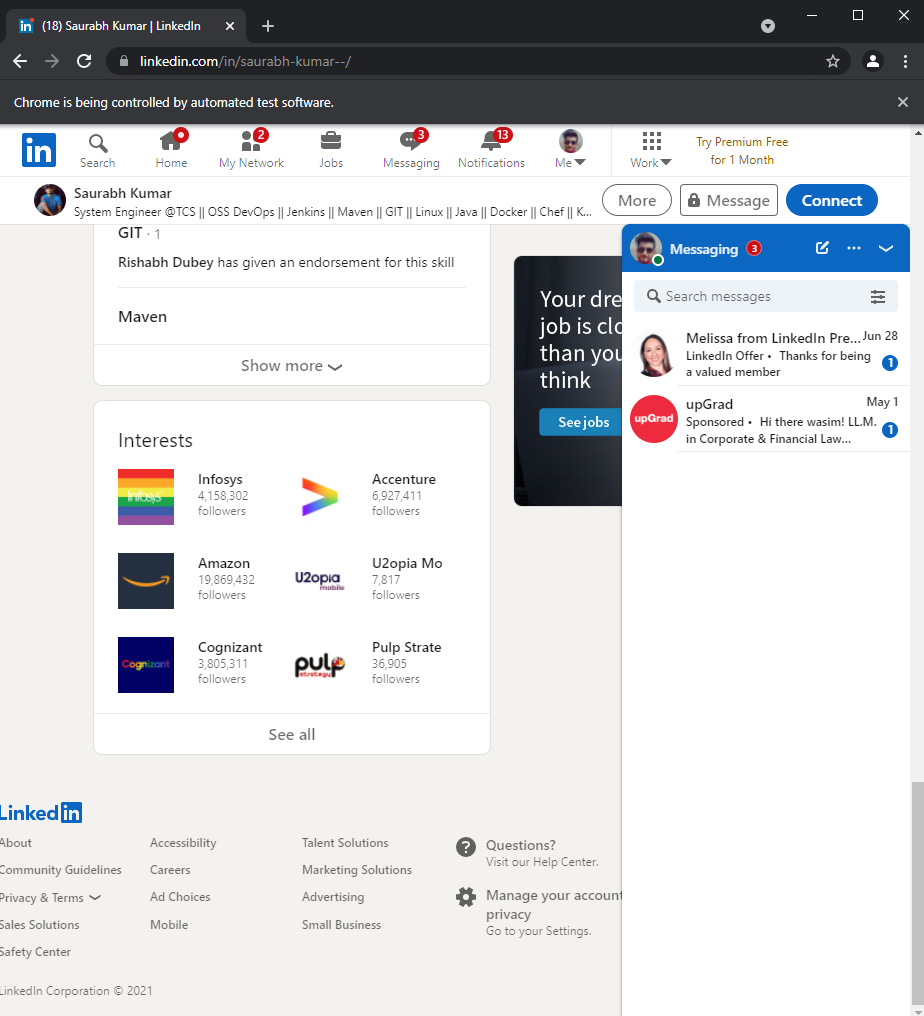 (18) Saurabh Kumar | LinkedIn
linkedin.com/in/saurabh-kumar--/
Chrome is being controlled by automated test software.
in
Search
Home
2
My Network
Jobs
3
Messaging
13
Notifications
Me
Work
Try Premium Free
for 1 Month
Saurabh Kumar
System Engineer @TCS || OSS DevOps || Jenkins || Maven || GIT || Linux || Java || Docker || Chef || K...
More
Message
Connect
GIT · 1
Rishabh Dubey has given an endorsement for this skill
Maven
Show more
Interests
Infosys
Infosys
4,158,302
followers
Accenture
6,927,411
followers
Amazon
19,869,432
followers
U2opia
mobile
U2opia Mo
7,817
followers
Cognizant
Cognizant
3,805,311
followers
pulp
strategy
Pulp Strate
36,905
followers
See all
Your dre
job is clo
than you
think
See jobs
Messaging 3
Search messages
Melissa from LinkedIn Pre... Jun 28
LinkedIn Offer • Thanks for being
a valued member
1
upGrad
upGrad May 1
Sponsored • Hi there wasim! LL.M.
in Corporate & Financial Law...
1
LinkedIn
About
Community Guidelines
Privacy & Terms
Sales Solutions
Safety Center
Accessibility
Careers
Ad Choices
Mobile
Talent Solutions
Marketing Solutions
Advertising
Small Business
Questions?
Visit our Help Center.
Manage your account
privacy
Go to your Settings.
LinkedIn Corporation © 2021